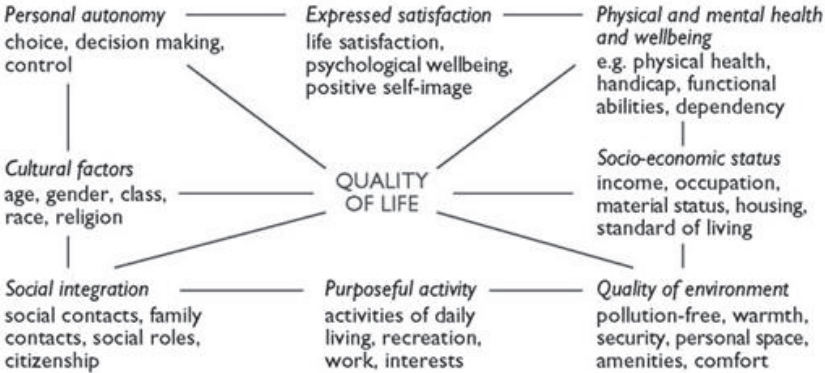 Personal autonomy
choice, decision making,
control
Expressed satisfaction
life satisfaction,
psychological wellbeing,
positive self-image
Physical and mental health
and wellbeing
e.g. physical health,
handicap, functional
abilities, dependency
Cultural factors
age, gender, class,
race, religion
QUALITY
OF LIFE
Socio-economic status
income, occupation,
material status, housing,
standard of living
Social integration
social contacts, family
contacts, social roles,
citizenship
Purposeful activity
activities of daily
living, recreation,
work, interests
Quality of environment
pollution-free, warmth,
security, personal space,
amenities, comfort